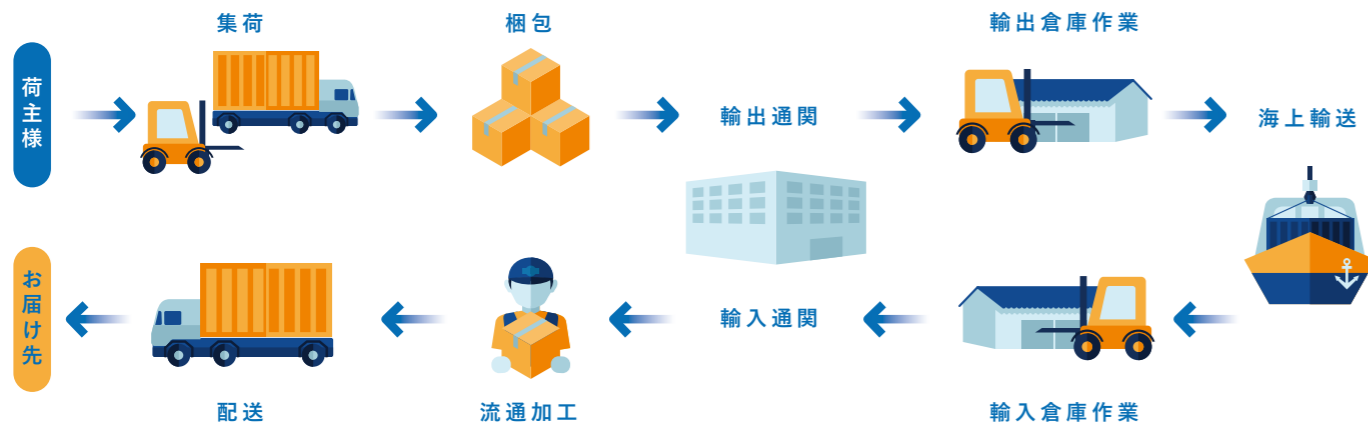 集荷
梱包
輸出倉庫作業
荷主様
輸出通関
海上輸送
お届け先
輸入通関
配送
流通加工
輸入倉庫作業